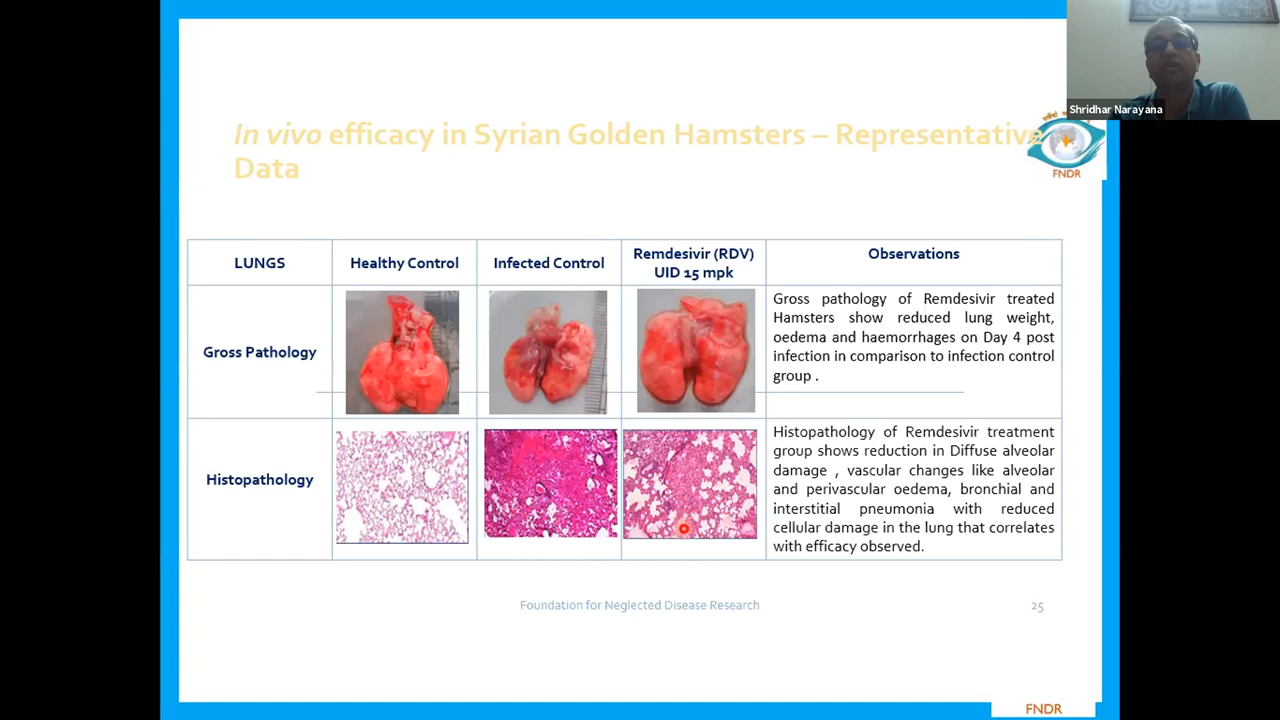 Shridhar Narayana
In vivo efficacy in Syrian Golden Hamsters – Representative
Data
FNDR
LUNGS
Healthy Control
Infected Control
Remdesivir (RDV)
UID 15 mpk
Observations
Gross Pathology
Gross pathology of Remdesivir treated
Hamsters show reduced lung weight,
oedema and haemorrhages on Day 4 post
infection in comparison to infection control
group .
Histopathology
Histopathology of Remdesivir treatment
group shows reduction in Diffuse alveolar
damage , vascular changes like alveolar
and perivascular oedema, bronchial and
interstitial pneumonia with reduced
cellular damage in the lung that correlates
with efficacy observed.
Foundation for Neglected Disease Research
25
FNDR